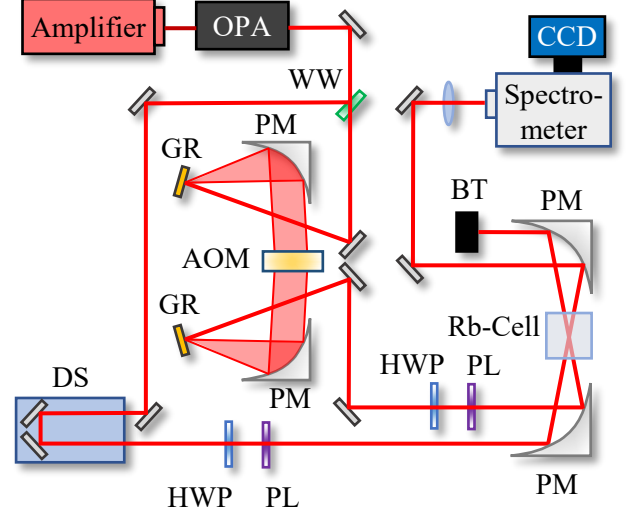 Amplifier
OPA
CCD
WW
Spectro-
meter
PM
GR
BT
PM
AOM
GR
Rb-Cell
HWP
PL
DS
PM
HWP
PL
PM